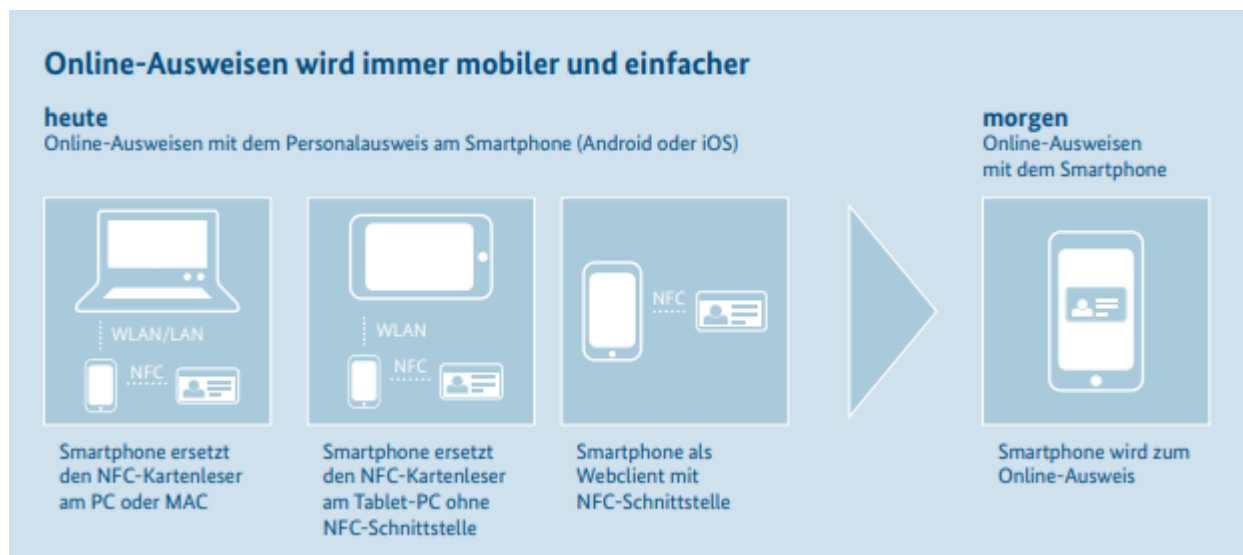 Online-Ausweisen wird immer mobiler und einfacher
heute
Online-Ausweisen mit dem Personalausweis am Smartphone (Android oder iOS)
morgen
Online-Ausweisen
mit dem Smartphone
WLAN/LAN
NFC
WLAN
NFC
NFC
Smartphone ersetzt
den NFC-Kartenleser
am PC oder MAC
Smartphone ersetzt
den NFC-Kartenleser
am Tablet-PC ohne
NFC-Schnittstelle
Smartphone als
Webclient mit
NFC-Schnittstelle
Smartphone wird zum
Online-Ausweis